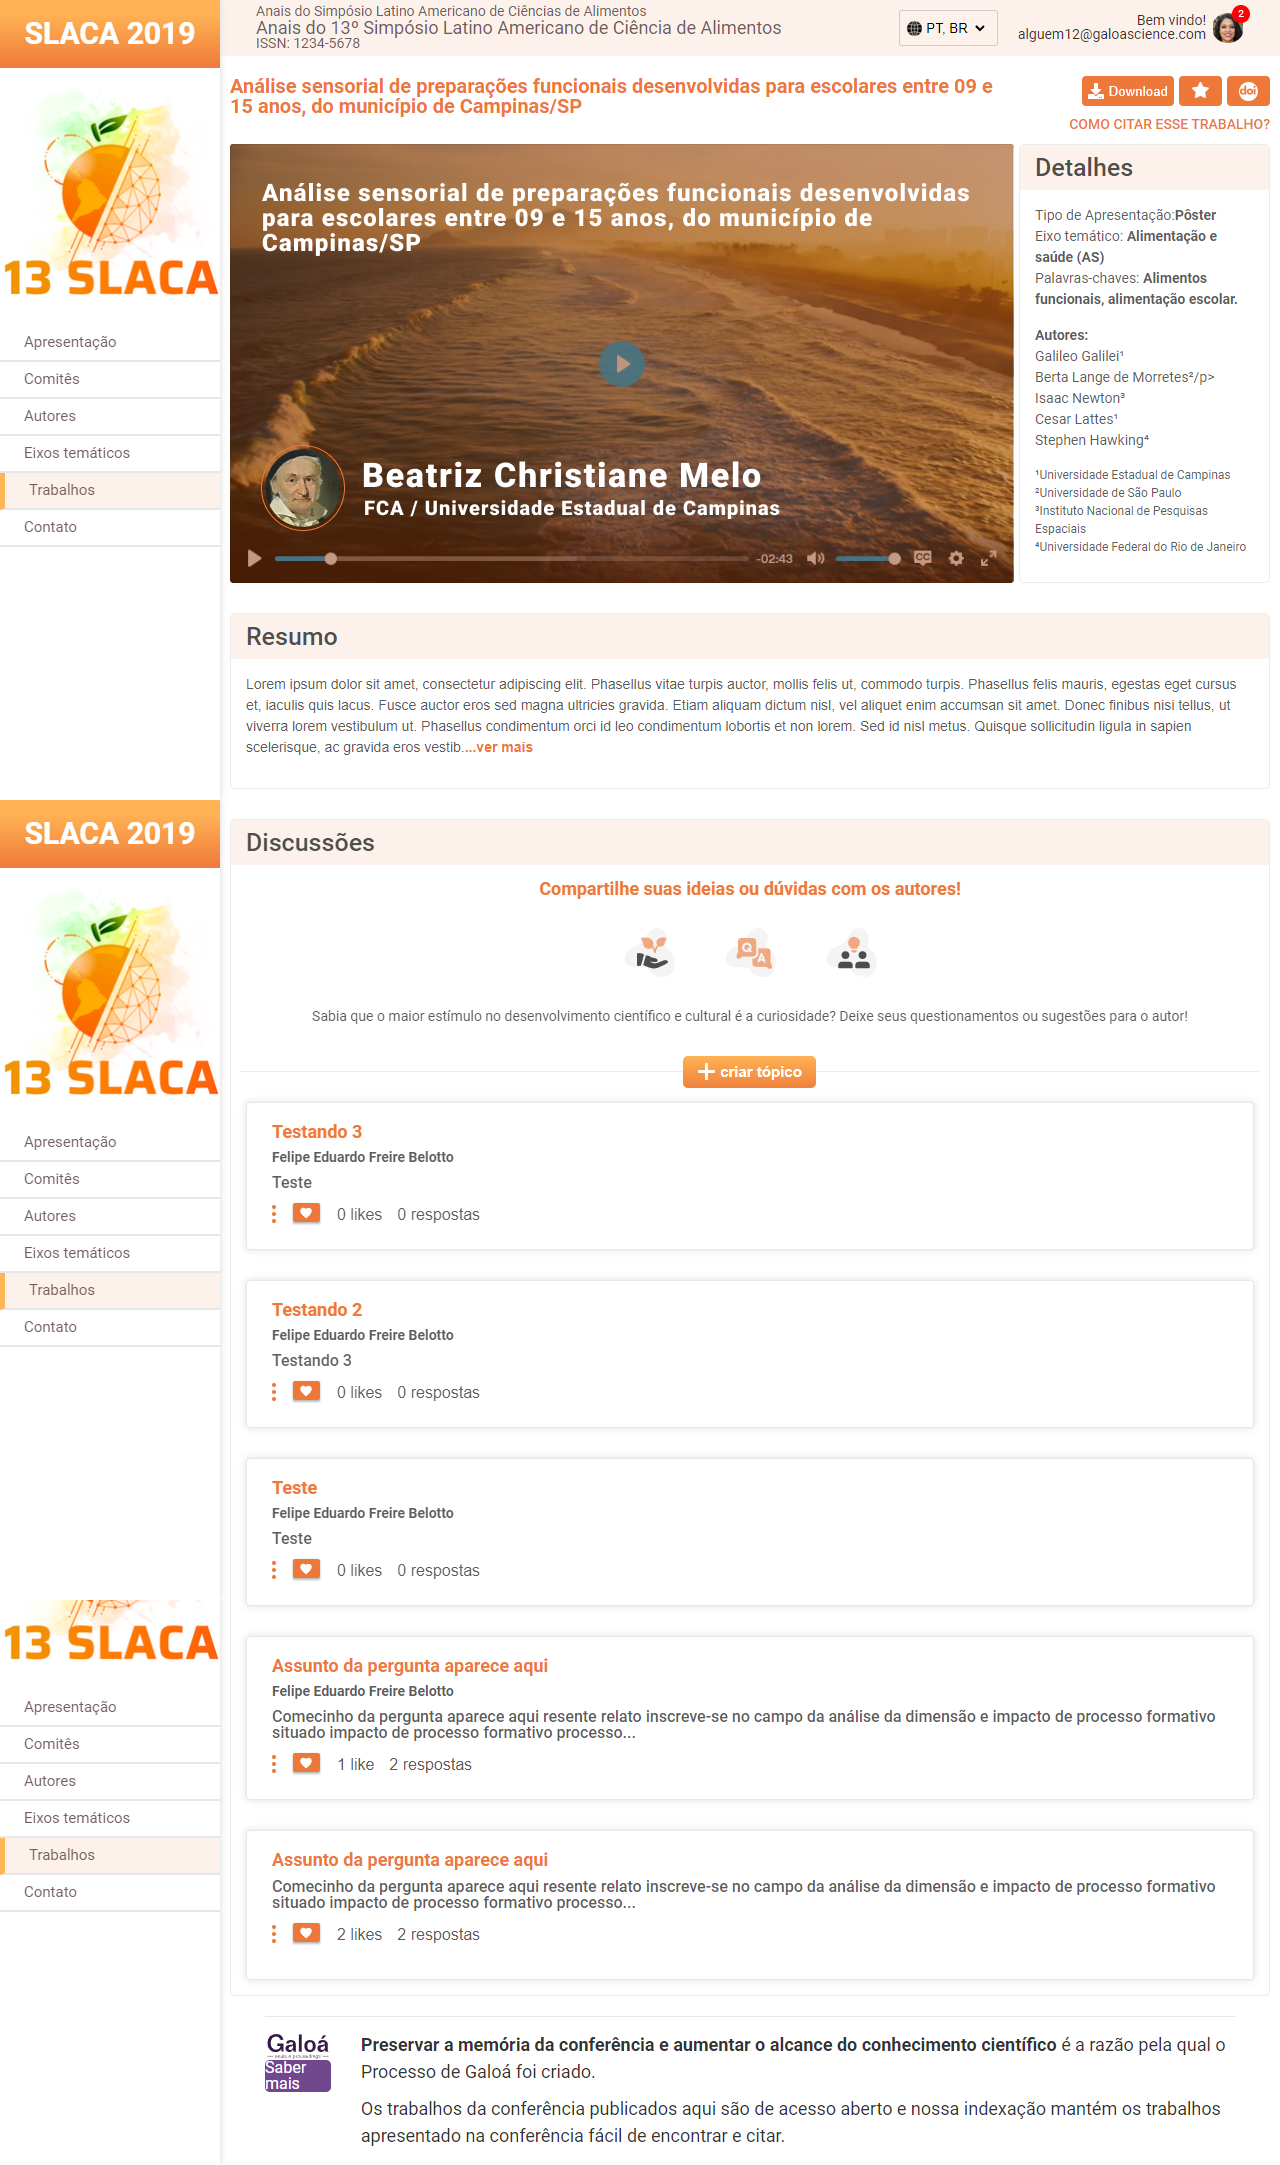 SLACA 2019
13 SLACA
Apresentação
Comitês
Autores
Eixos temáticos
Trabalhos
Contato
SLACA 2019
13 SLACA
Apresentação
Comitês
Autores
Eixos temáticos
Trabalhos
Contato
13 SLACA
Apresentação
Comitês
Autores
Eixos temáticos
Trabalhos
Contato
Anais do Simpósio Latino Americano de Ciências de Alimentos
Anais do 13º Simpósio Latino Americano de Ciência de Alimentos
ISSN: 1234-5678
PT, BR
Bem vindo!
alguem12@galoascience.com
2
Análise sensorial de preparações funcionais desenvolvidas para escolares entre 09 e
15 anos, do município de Campinas/SP
Download
doi
COMO CITAR ESSE TRABALHO?
Análise sensorial de preparações funcionais desenvolvidas
para escolares entre 09 e 15 anos, do município de
Campinas/SP
Beatriz Christiane Melo
FCA / Universidade Estadual de Campinas
-02:43
CC
Detalhes
Tipo de Apresentação:Pôster
Eixo temático: Alimentação e
saúde (AS)
Palavras-chaves: Alimentos
funcionais, alimentação escolar.
Autores:
Galileo Galilei¹
Berta Lange de Morretes²/p>
Isaac Newton³
Cesar Lattes¹
Stephen Hawking⁴
¹Universidade Estadual de Campinas
²Universidade de São Paulo
³Instituto Nacional de Pesquisas
Espaciais
⁴Universidade Federal do Rio de Janeiro
Resumo
Lorem ipsum dolor sit amet, consectetur adipiscing elit. Phasellus vitae turpis auctor, mollis felis ut, commodo turpis. Phasellus felis mauris, egestas eget cursus
et, iaculis quis lacus. Fusce auctor eros sed magna ultricies gravida. Etiam aliquam dictum nisl, vel aliquet enim accumsan sit amet. Donec finibus nisi tellus, ut
viverra lorem vestibulum ut. Phasellus condimentum orci id leo condimentum lobortis et non lorem. Sed id nisl metus. Quisque sollicitudin ligula in sapien
scelerisque, ac gravida eros vestib....ver mais
Discussões
Compartilhe suas ideias ou dúvidas com os autores!
Q
A
Sabia que o maior estímulo no desenvolvimento científico e cultural é a curiosidade? Deixe seus questionamentos ou sugestões para o autor!
criar tópico
Testando 3
Felipe Eduardo Freire Belotto
Teste
0 likes 0 respostas
Testando 2
Felipe Eduardo Freire Belotto
Testando 3
0 likes 0 respostas
Teste
Felipe Eduardo Freire Belotto
Teste
0 likes 0 respostas
Assunto da pergunta aparece aqui
Felipe Eduardo Freire Belotto
Comecinho da pergunta aparece aqui resente relato inscreve-se no campo da análise da dimensão e impacto de processo formativo
situado impacto de processo formativo processo...
1 like 2 respostas
Assunto da pergunta aparece aqui
Comecinho da pergunta aparece aqui resente relato inscreve-se no campo da análise da dimensão e impacto de processo formativo
situado impacto de processo formativo processo...
2 likes 2 respostas
Galoá
Saber
mais
Preservar a memória da conferência e aumentar o alcance do conhecimento científico é a razão pela qual o
Processo de Galoá foi criado.
Os trabalhos da conferência publicados aqui são de acesso aberto e nossa indexação mantém os trabalhos
apresentado na conferência fácil de encontrar e citar.